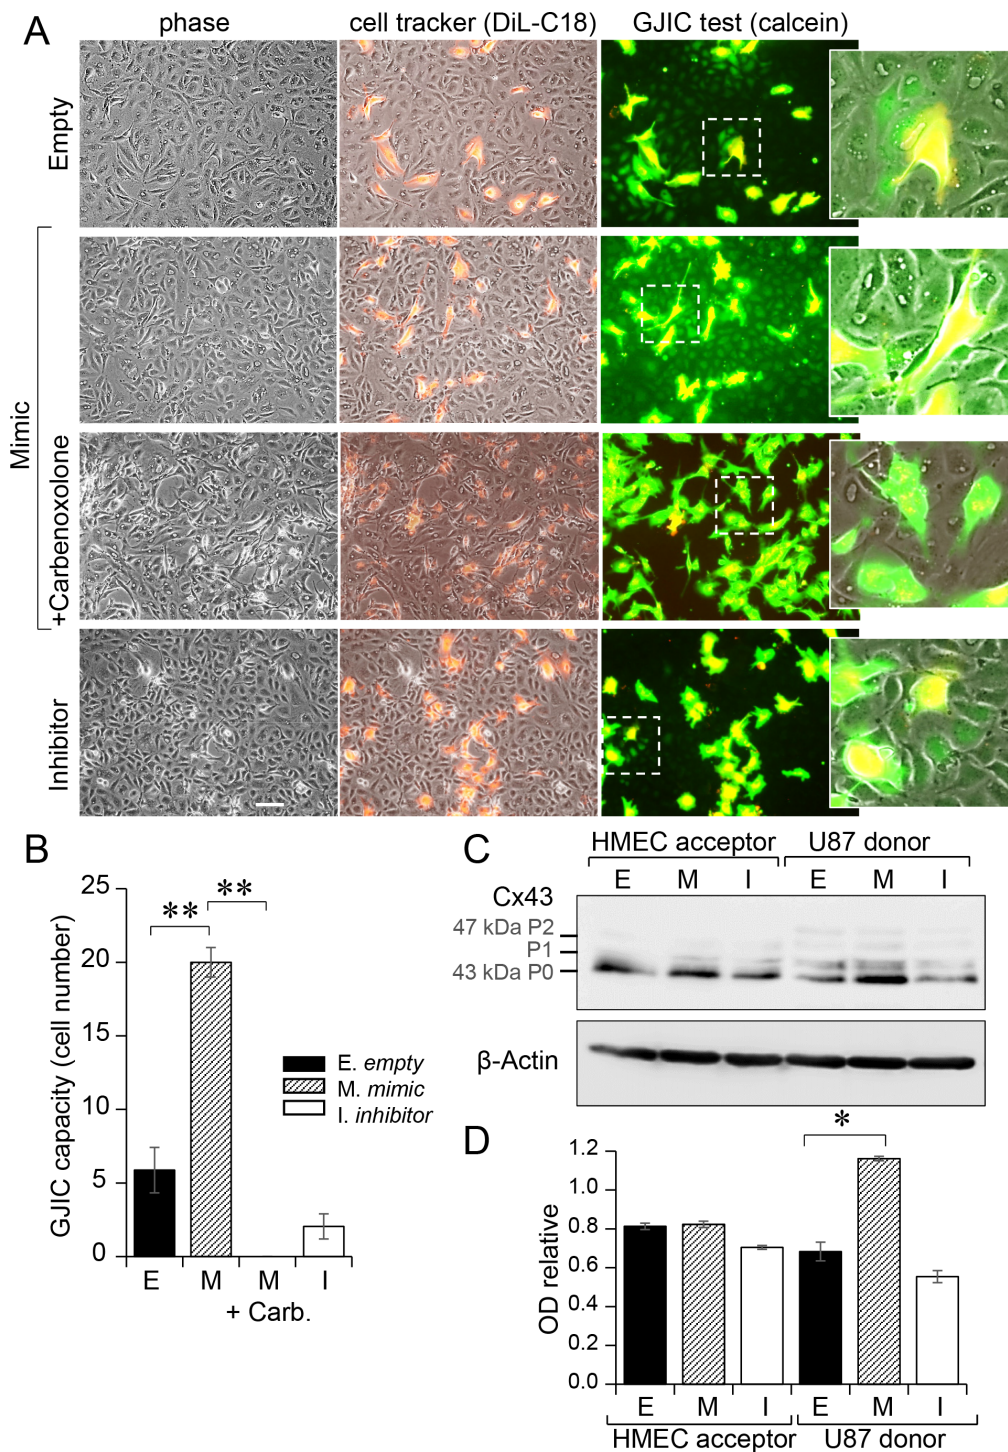 A
phase
cell tracker (DiL-C18)
GJIC test (calcein)
Empty
Mimic
+Carbenoxolone
Inhibitor
B
GJIC capacity (cell number)
25
20
15
10
5
0
** **
E. empty
M. mimic
I. inhibitor
E M M I
+ Carb.
C
HMEC acceptor U87 donor
E M I E M I
Cx43
47 kDa P2
P1
43 kDa P0
β-Actin
D
OD relative
1.2
1.0
0.8
0.6
0.4
0.2
0.0
*
E M I E M I
HMEC acceptor U87 donor